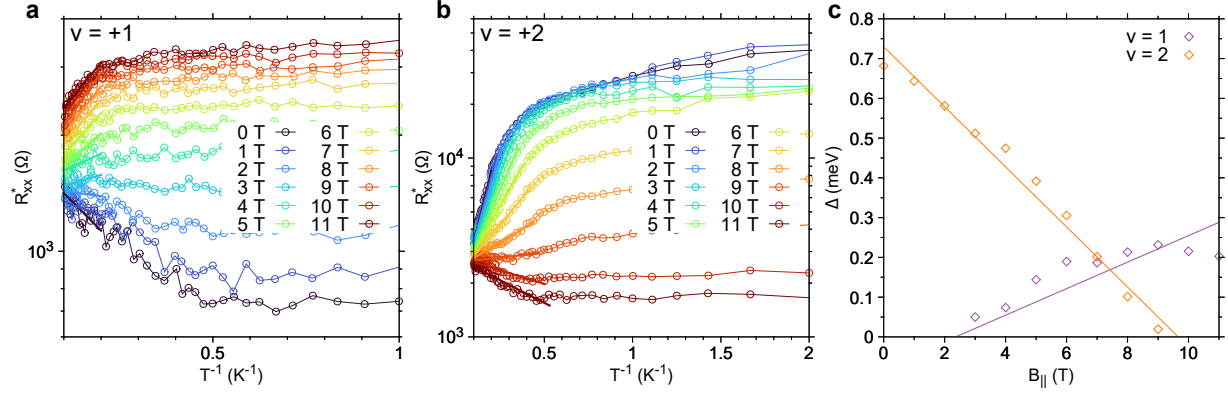 a
ν = +1
R*xx (Ω)
10³
0 T
1 T
2 T
3 T
4 T
5 T
6 T
7 T
8 T
9 T
10 T
11 T
0.5
1
T⁻¹ (K⁻¹)
b
ν = +2
R*xx (Ω)
10⁴
10³
0 T
1 T
2 T
3 T
4 T
5 T
6 T
7 T
8 T
9 T
10 T
11 T
0.5
1
1.5
2
T⁻¹ (K⁻¹)
c
ν = 1
ν = 2
Δ (meV)
0.8
0.7
0.6
0.5
0.4
0.3
0.2
0.1
0
0
2
4
6
8
10
B|| (T)